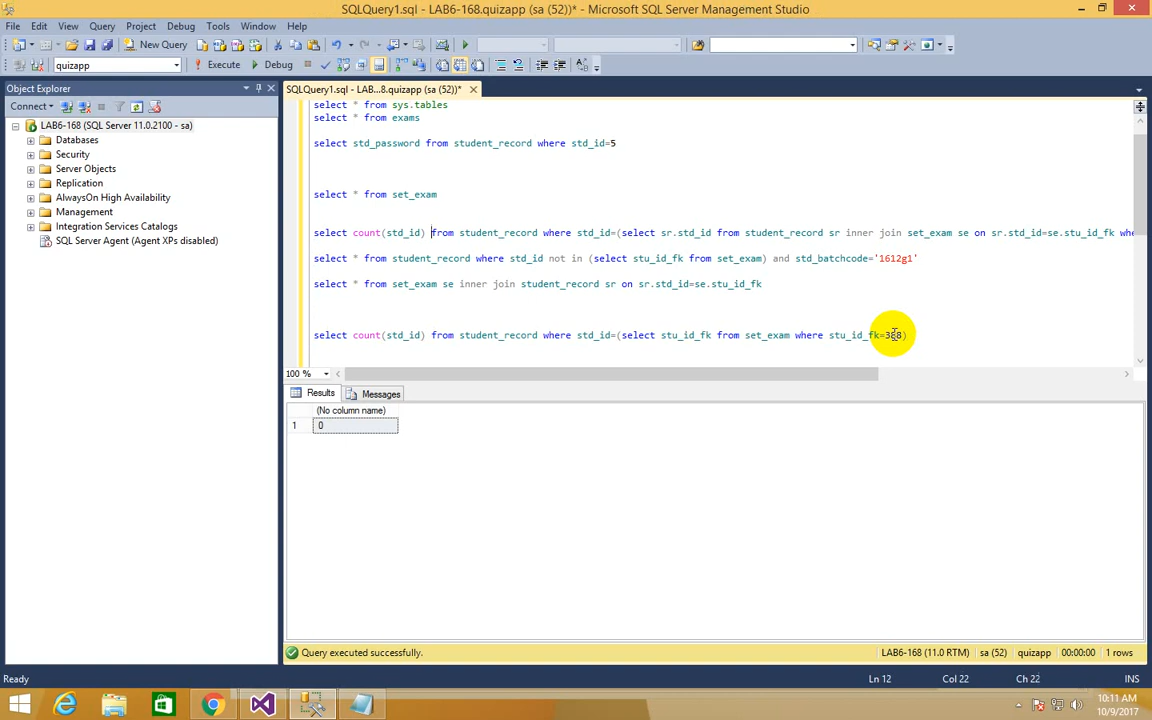 SQLQuery1.sql - LAB6-168.quizapp (sa (52))* - Microsoft SQL Server Management Studio
File Edit View Query Project Debug Tools Window Help
New Query
quizapp Execute Debug
Object Explorer
SQLQuery1.sql - LAB...8.quizapp (sa (52))*
Connect
LAB6-168 (SQL Server 11.0.2100 - sa)
Databases
Security
Server Objects
Replication
AlwaysOn High Availability
Management
Integration Services Catalogs
SQL Server Agent (Agent XPs disabled)
select * from sys.tables
select * from exams
select std_password from student_record where std_id=5
select * from set_exam
select count(std_id) from student_record where std_id=(select sr.std_id from student_record sr inner join set_exam se on sr.std_id=se.stu_id_fk whe
select * from student_record where std_id not in (select stu_id_fk from set_exam) and std_batchcode='1612g1'
select * from set_exam se inner join student_record sr on sr.std_id=se.stu_id_fk
select count(std_id) from student_record where std_id=(select stu_id_fk from set_exam where
100 %
Results Messages
(No column name)
1 0
Query executed successfully. LAB6-168 (11.0 RTM) sa (52) quizapp 00:00:00 1 rows
Ready Ln 12 Col 22 Ch 22 INS
10:11 AM
10/9/2017